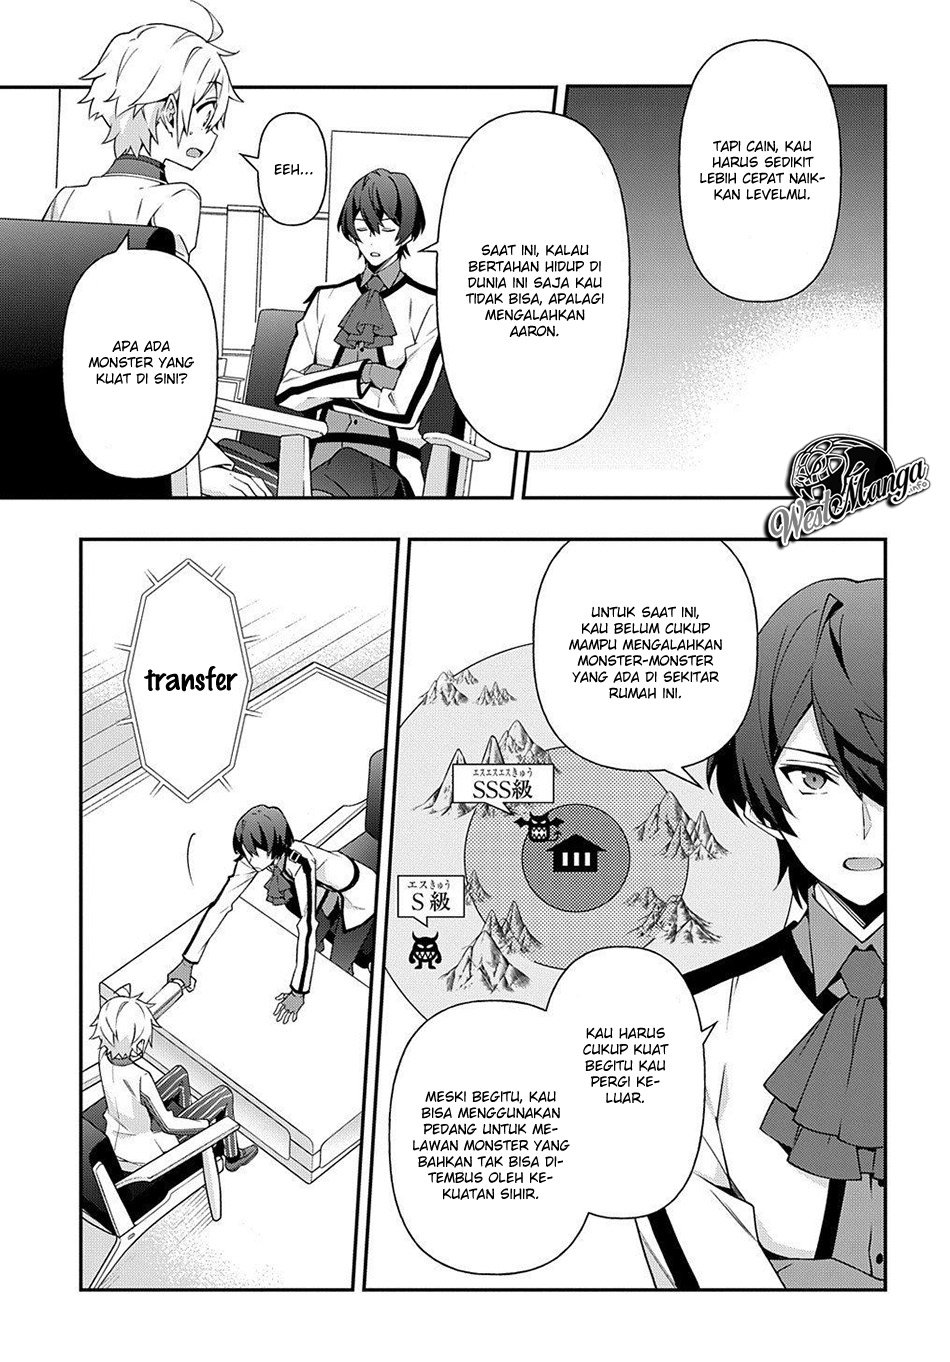 TAPI CAIN, KAU
HARUS SEDIKIT
LEBIH CEPAT NAIK-
KAN LEVELMU.
SAAT INI, KALAU
BERTAHAN HIDUP DI
DUNIA INI SAJA KAU
TIDAK BISA, APALAGI
MENGALAHKAN
AARON.
EEH...
APA ADA
MONSTER YANG
KUAT DI SINI?
WestManga
.info
UNTUK SAAT INI,
KAU BELUM CUKUP
MAMPU MENGALAHKAN
MONSTER-MONSTER
YANG ADA DI SEKITAR
RUMAH INI.
エスエスエスきゅう
SSS級
エスきゅう
S級
KAU HARUS
CUKUP KUAT
BEGITU KAU
PERGI KE-
LUAR.
MESKI BEGITU, KAU
BISA MENGGUNAKAN
PEDANG UNTUK ME-
LAWAN MONSTER YANG
BAHKAN TAK BISA DI-
TEMBUS OLEH KE-
KUATAN SIHIR.
transfer